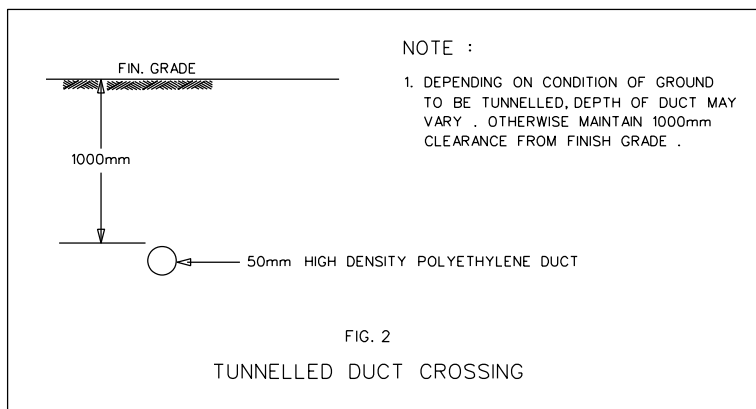 FIN. GRADE
1000mm
50mm HIGH DENSITY POLYETHYLENE DUCT
NOTE :
1. DEPENDING ON CONDITION OF GROUND
TO BE TUNNELLED, DEPTH OF DUCT MAY
VARY . OTHERWISE MAINTAIN 1000mm
CLEARANCE FROM FINISH GRADE .
FIG. 2
TUNNELLED DUCT CROSSING